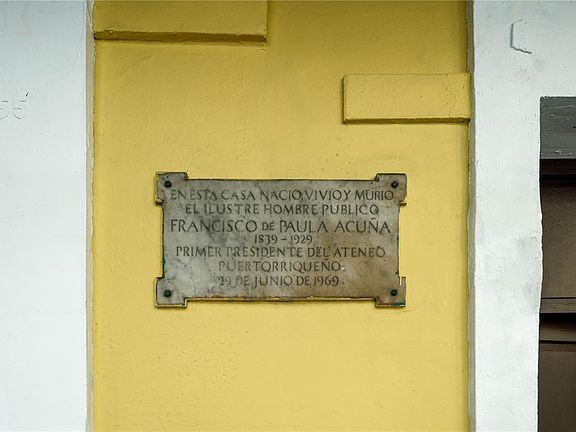 EN ESTA CASA NACIO, VIVIO Y MURIO
EL ILUSTRE HOMBRE PUBLICO
FRANCISCO DE PAULA ACUÑA
1839 - 1929
PRIMER PRESIDENTE DEL ATENEO
PUERTORRIQUEÑO
29 DE JUNIO DE 1969